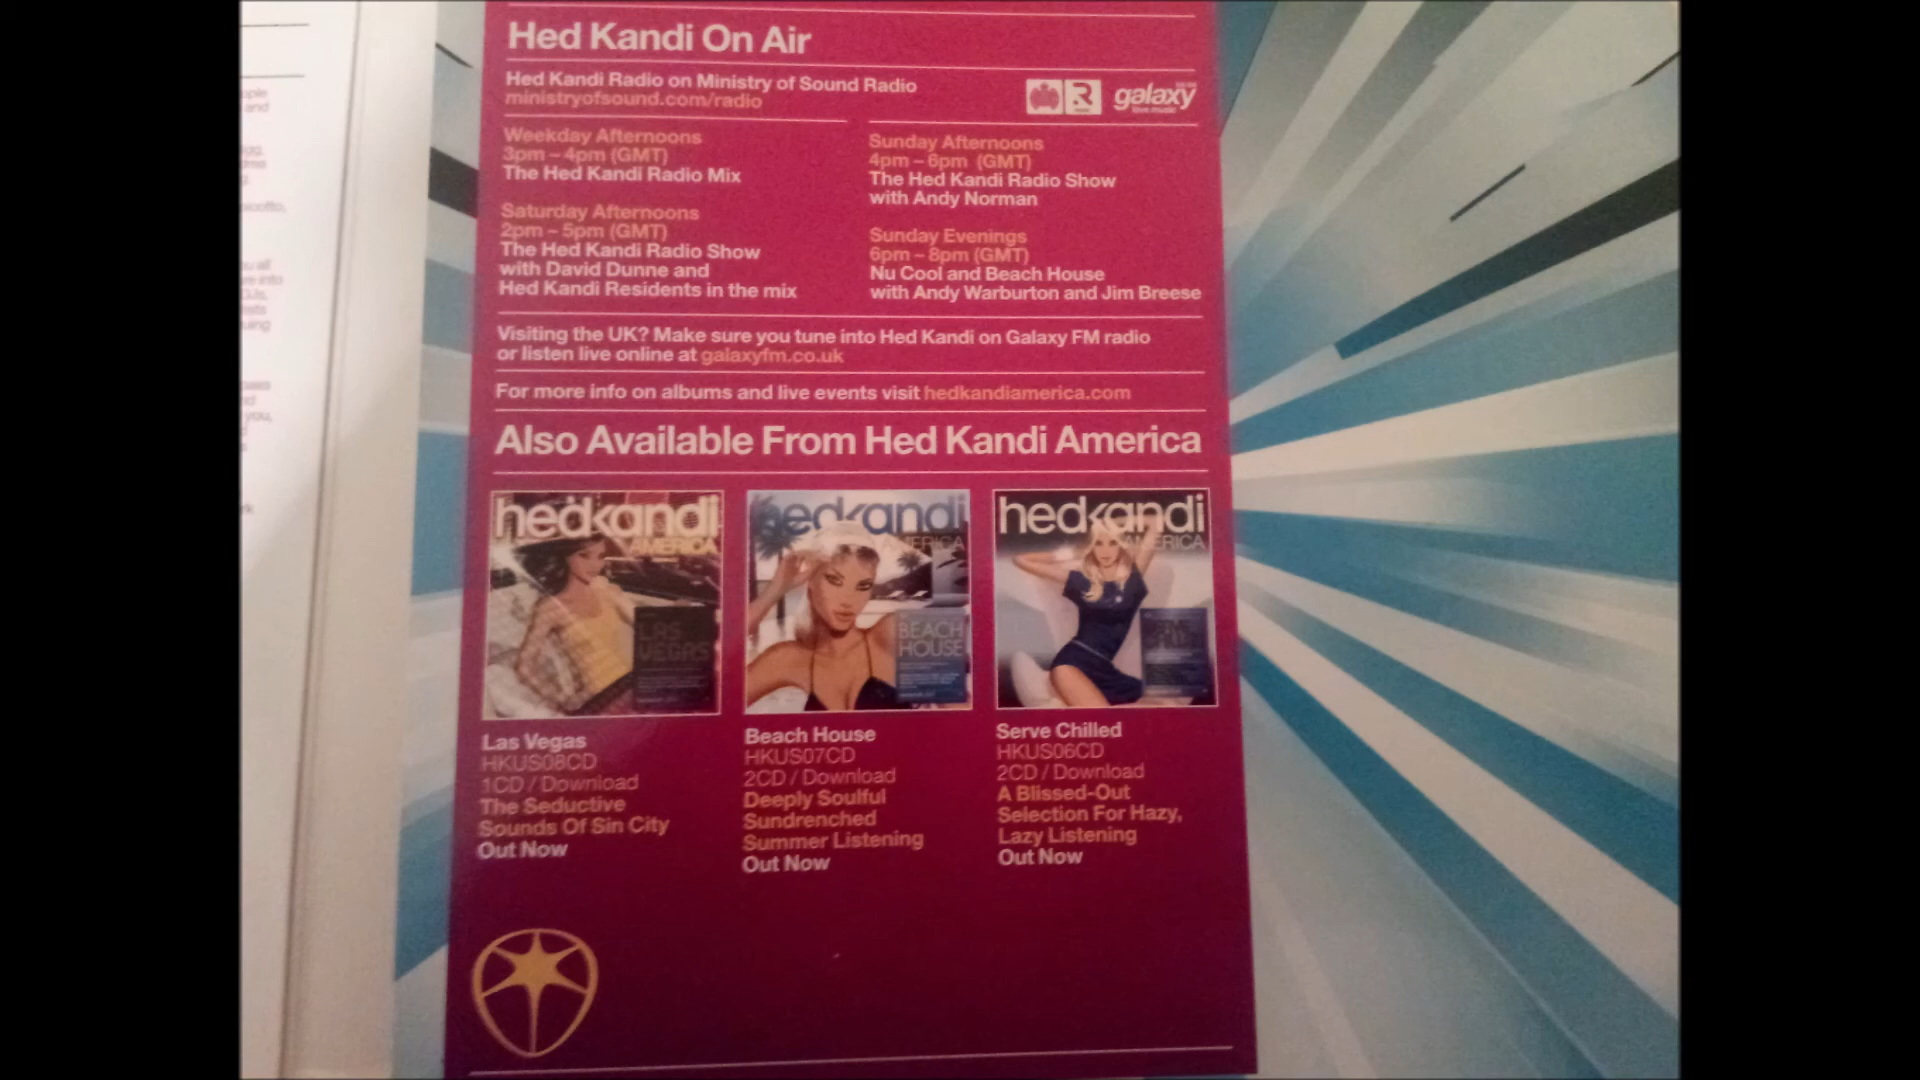 Hed Kandi On Air
Hed Kandi Radio on Ministry of Sound Radio
ministryofsound.com/radio
galaxy
Weekday Afternoons
3pm – 4pm (GMT)
The Hed Kandi Radio Mix
Saturday Afternoons
2pm – 5pm (GMT)
The Hed Kandi Radio Show
with David Dunne and
Hed Kandi Residents in the mix
Sunday Afternoons
4pm – 6pm (GMT)
The Hed Kandi Radio Show
with Andy Norman
Sunday Evenings
6pm – 8pm (GMT)
Nu Cool and Beach House
with Andy Warburton and Jim Breese
Visiting the UK? Make sure you tune into Hed Kandi on Galaxy FM radio
or listen live online at galaxyfm.co.uk
For more info on albums and live events visit hedkandiamerica.com
Also Available From Hed Kandi America
hedkandi
AMERICA
LAS
VEGAS
hedkandi
AMERICA
BEACH
HOUSE
hedkandi
AMERICA
Las Vegas
HKUS08CD
1CD / Download
The Seductive
Sounds Of Sin City
Out Now
Beach House
HKUS07CD
2CD / Download
Deeply Soulful
Sundrenched
Summer Listening
Out Now
Serve Chilled
HKUS06CD
2CD / Download
A Blissed-Out
Selection For Hazy,
Lazy Listening
Out Now